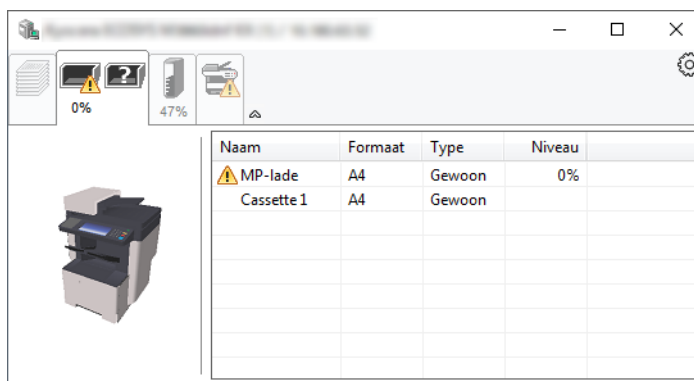 0%
47%
Naam Formaat Type Niveau
MP-lade A4 Gewoon 0%
Cassette 1 A4 Gewoon